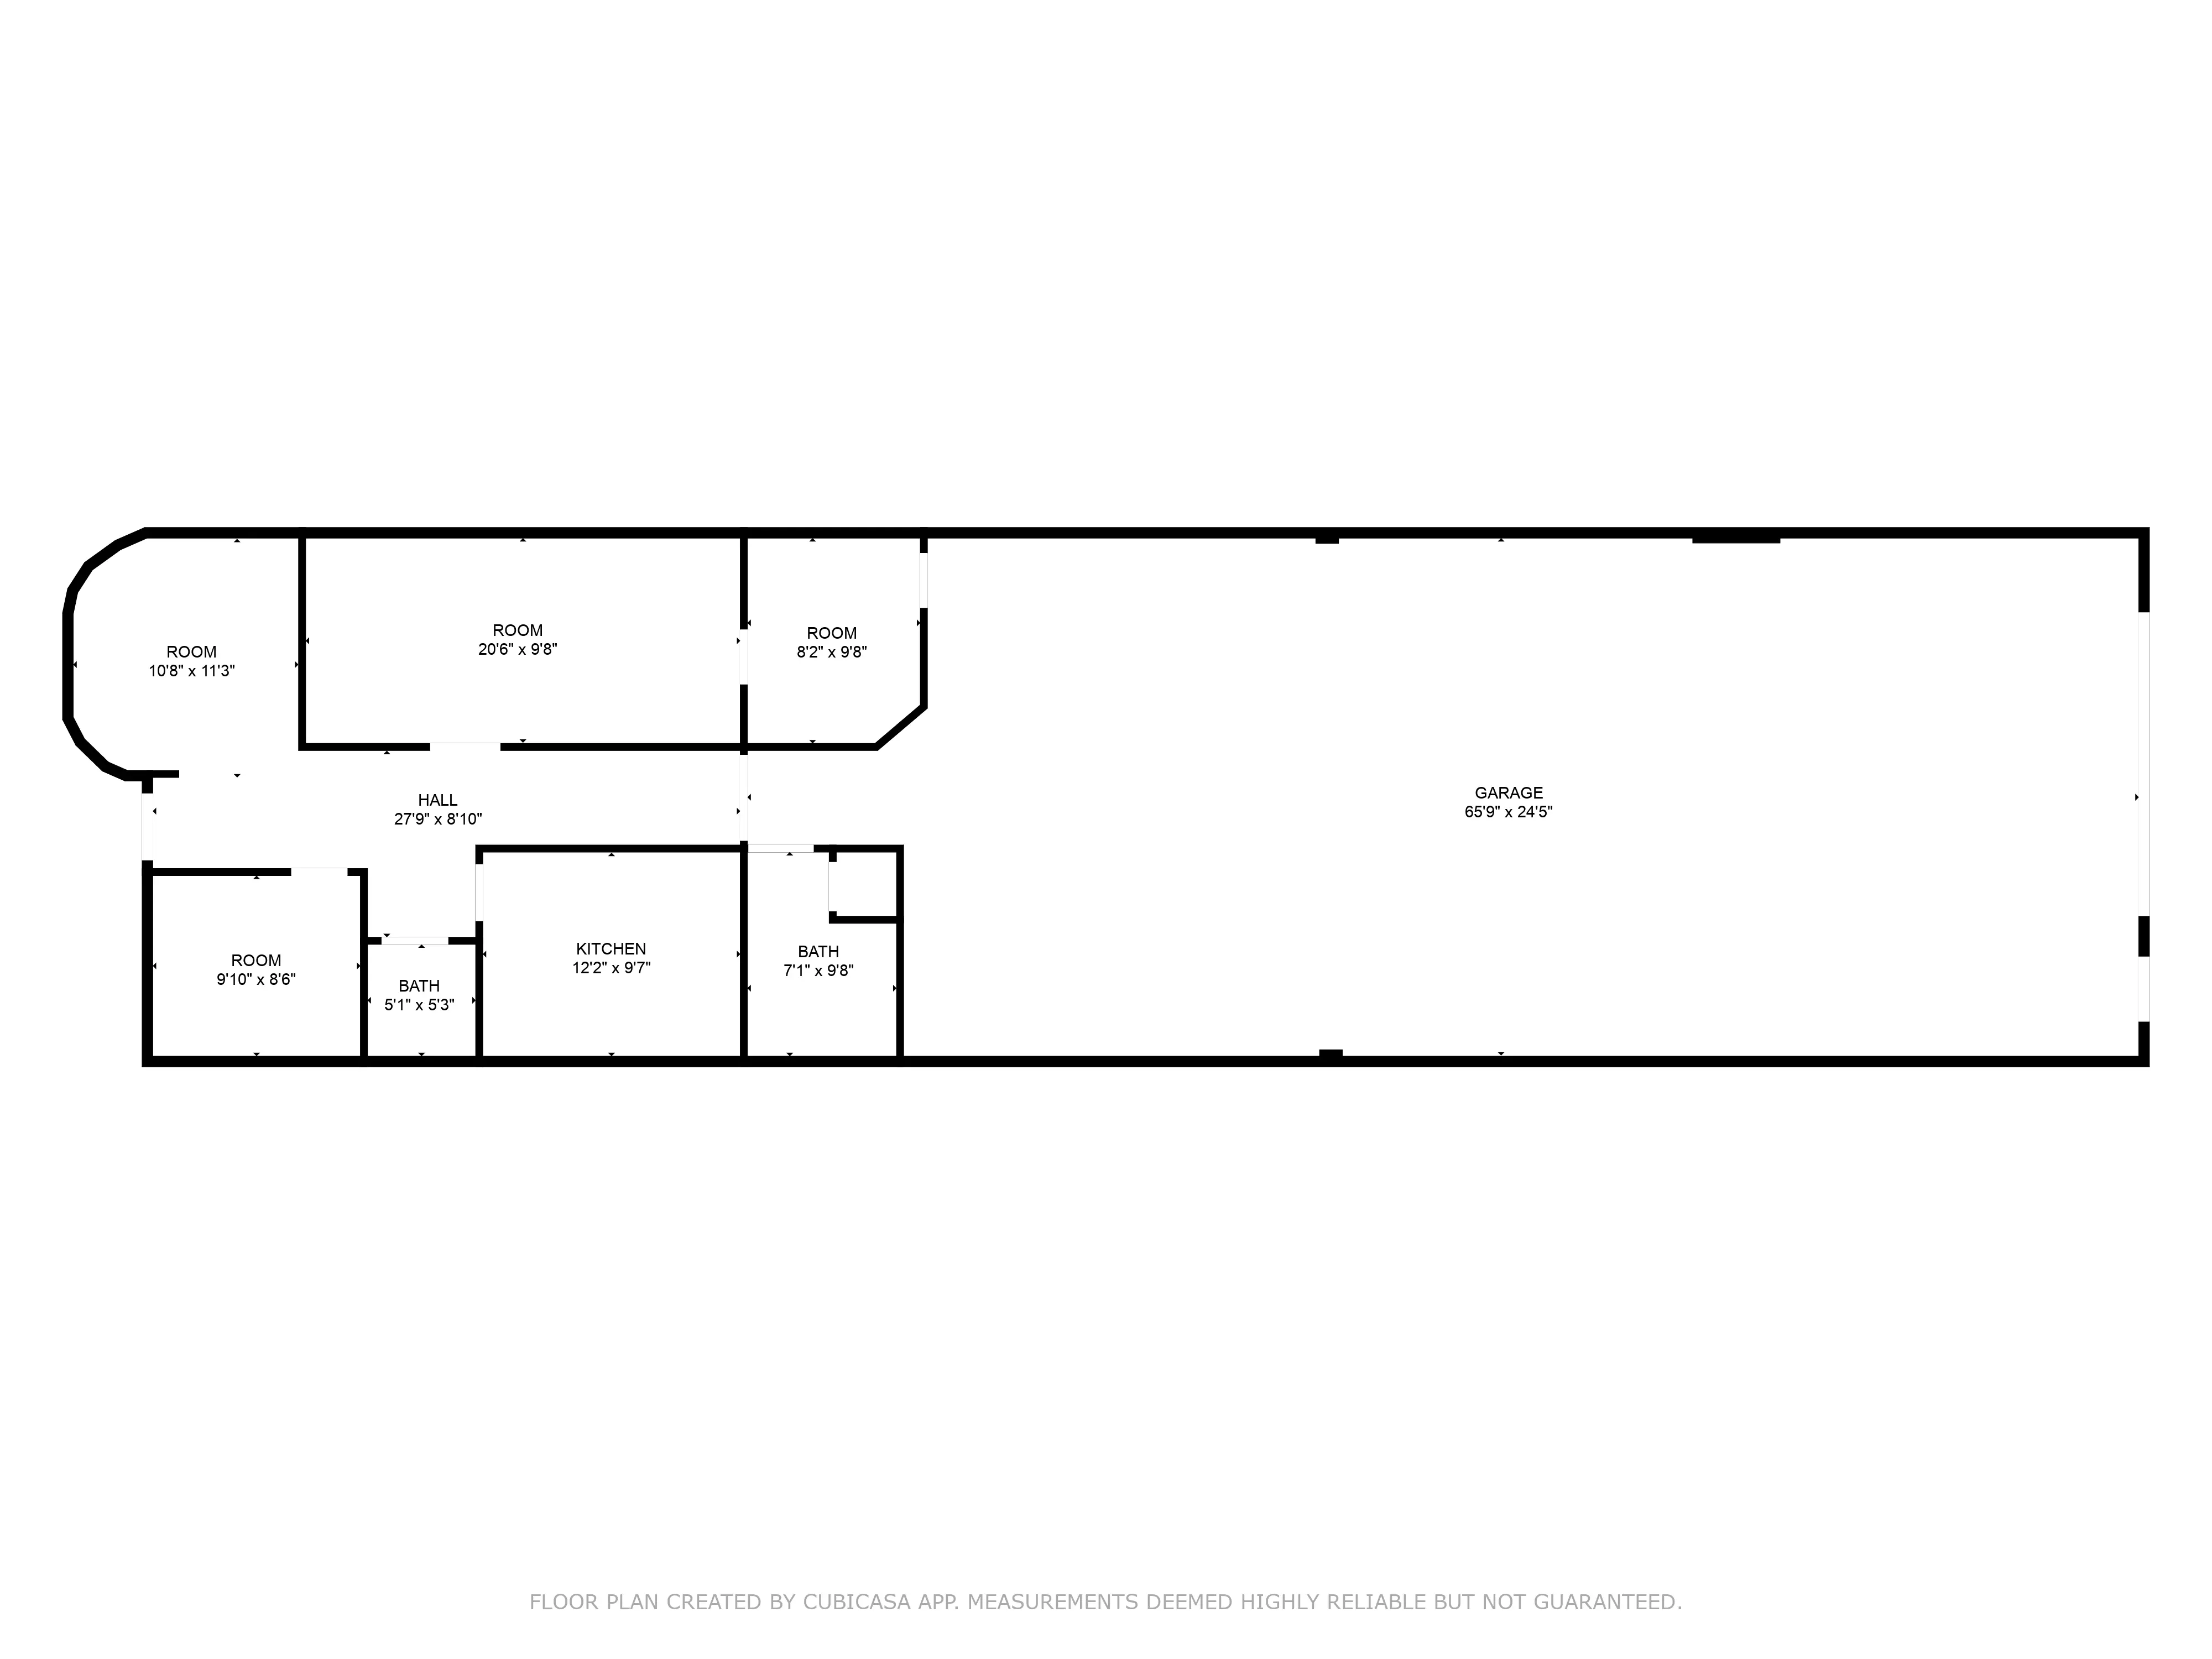 ROOM
10'8" x 11'3"
ROOM
20'6" x 9'8"
ROOM
8'2" x 9'8"
HALL
27'9" x 8'10"
GARAGE
65'9" x 24'5"
ROOM
9'10" x 8'6"
BATH
5'1" x 5'3"
KITCHEN
12'2" x 9'7"
BATH
7'1" x 9'8"
FLOOR PLAN CREATED BY CUBICASA APP. MEASUREMENTS DEEMED HIGHLY RELIABLE BUT NOT GUARANTEED.